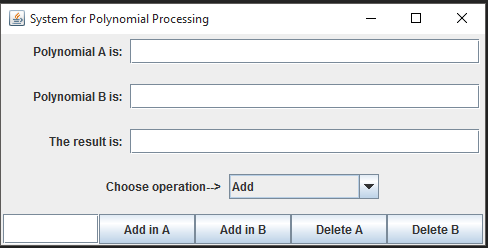 System for Polynomial Processing
Polynomial A is:
Polynomial B is:
The result is:
Choose operation--> Add
Add in A Add in B Delete A Delete B